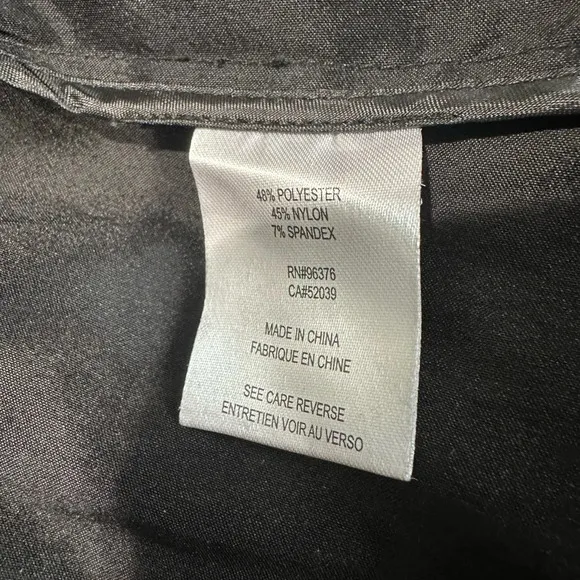 48% POLYESTER
45% NYLON
7% SPANDEX
RN#96376
CA#52039
MADE IN CHINA
FABRIQUE EN CHINE
SEE CARE REVERSE
ENTRETIEN VOIR AU VERSO